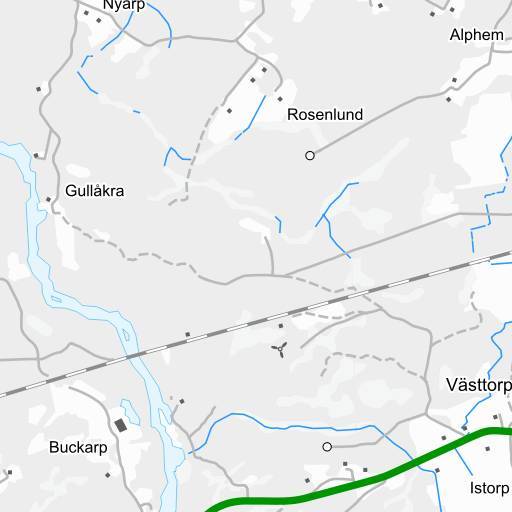 Nyarp
Alphem
Rosenlund
Gullåkra
Västtorp
Buckarp
Istorp